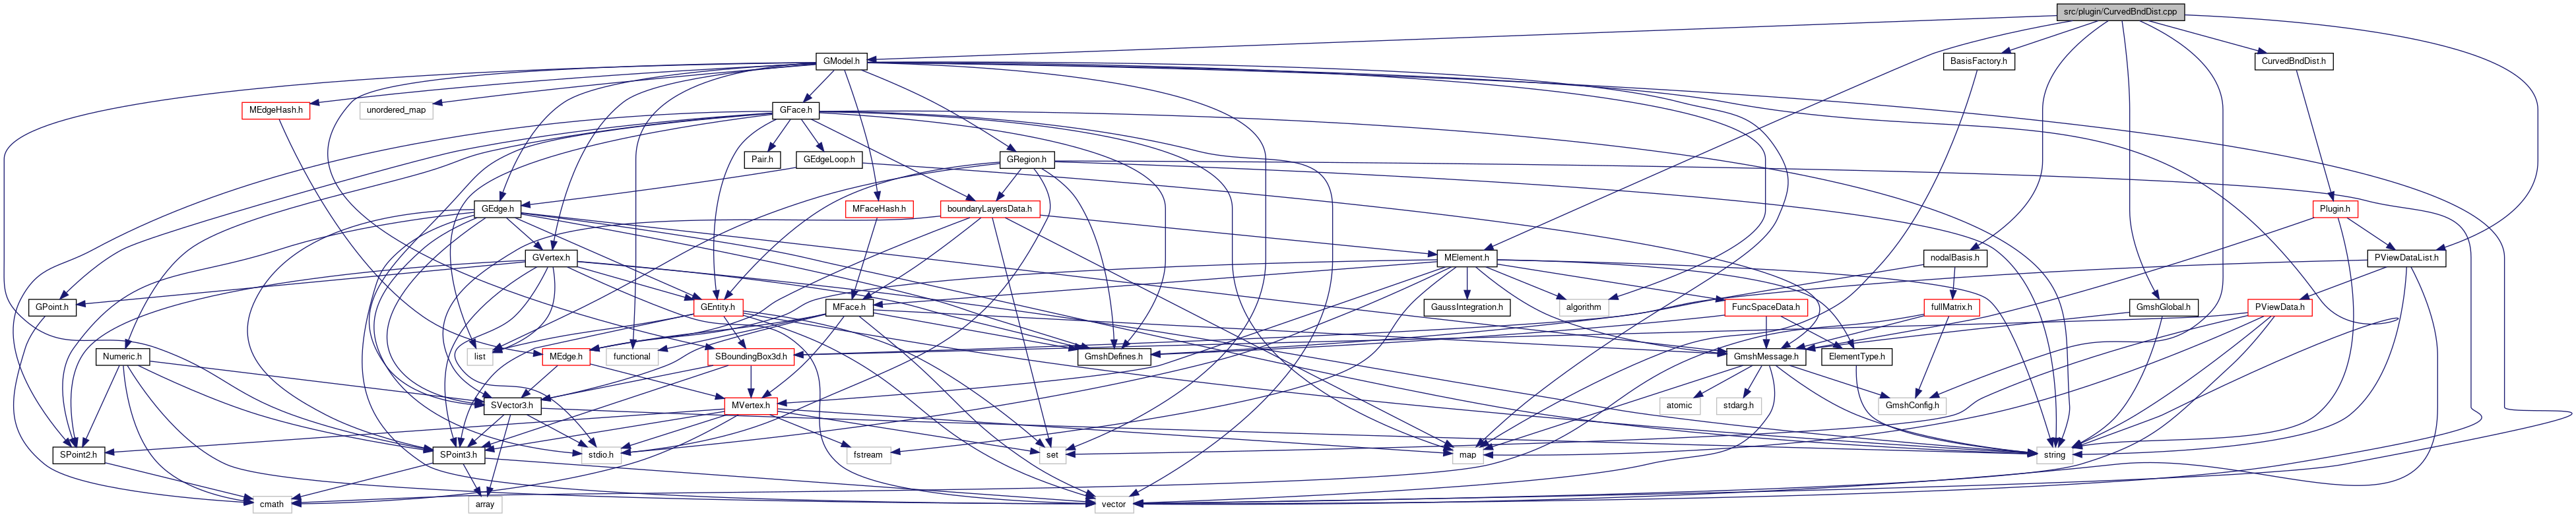 src/plugin/CurvedBndDist.cpp
GModel.h
BasisFactory.h
CurvedBndDist.h
MEdgeHash.h
unordered_map
GFace.h
Pair.h
GEdgeLoop.h
GRegion.h
GEdge.h
MFaceHash.h
boundaryLayersData.h
Plugin.h
GVertex.h
MElement.h
nodalBasis.h
PViewDataList.h
GPoint.h
GEntity.h
MFace.h
GaussIntegration.h
algorithm
FuncSpaceData.h
fullMatrix.h
GmshGlobal.h
PViewData.h
Numeric.h
list
MEdge.h
functional
SBoundingBox3d.h
GmshDefines.h
GmshMessage.h
ElementType.h
SVector3.h
MVertex.h
atomic
stdarg.h
GmshConfig.h
SPoint2.h
SPoint3.h
stdio.h
fstream
set
map
string
cmath
array
vector